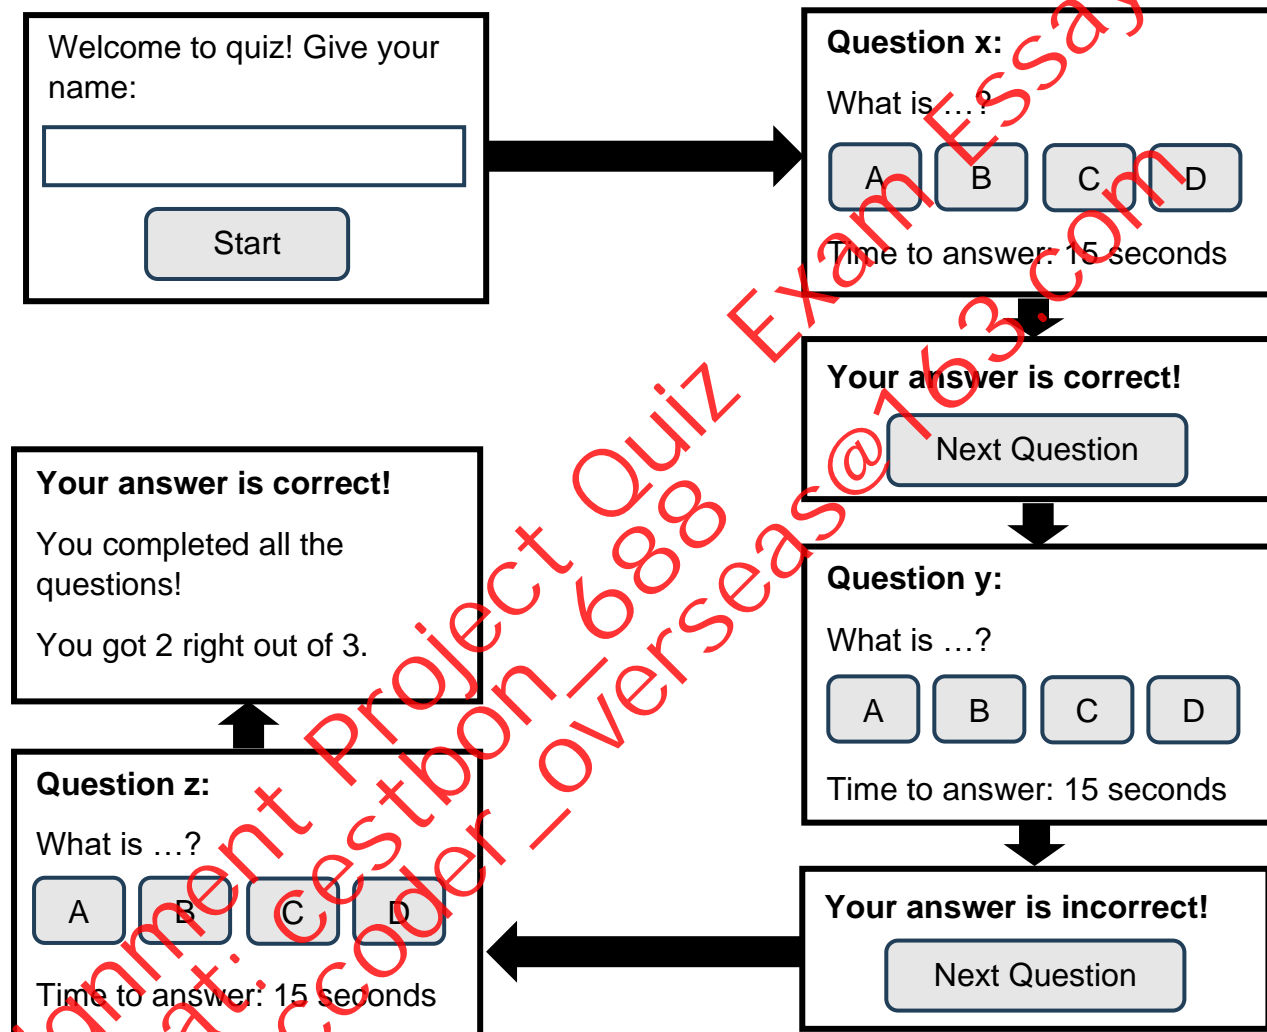 Welcome to quiz! Give your
name:
Start
Question x:
What is …?
A B C D
Time to answer: 15 seconds
Your answer is correct!
Next Question
Question y:
What is …?
A B C D
Time to answer: 15 seconds
Your answer is incorrect!
Next Question
Question z:
What is …?
A B C D
Time to answer: 15 seconds
Your answer is correct!
You completed all the
questions!
You got 2 right out of 3.
Project Quiz Exam Essay
cestbon_688
coder_overseas@163.com